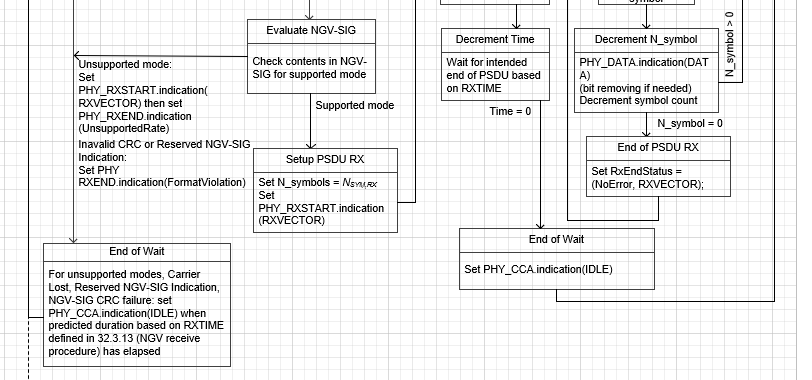 symbol
Evaluate NGV-SIG
Check contents in NGV-
SIG for supported mode
Unsupported mode:
Set
PHY_RXSTART.indication(
RXVECTOR) then set
PHY_RXEND.indication
(UnsupportedRate)
Inavalid CRC or Reserved NGV-SIG
Indication:
Set PHY
RXEND.indication(FormatViolation)
Supported mode
Setup PSDU RX
Set N_symbols = N_SYM,RX
Set
PHY_RXSTART.indication
(RXVECTOR)
End of Wait
For unsupported modes, Carrier
Lost, Reserved NGV-SIG Indication,
NGV-SIG CRC failure: set
PHY_CCA.indication(IDLE) when
predicted duration based on RXTIME
defined in 32.3.13 (NGV receive
procedure) has elapsed
Decrement Time
Wait for intended
end of PSDU based
on RXTIME
Time = 0
Decrement N_symbol
PHY_DATA.indication(DAT
A)
(bit removing if needed)
Decrement symbol count
N_symbol > 0
N_symbol = 0
End of PSDU RX
Set RxEndStatus =
(NoError, RXVECTOR);
End of Wait
Set PHY_CCA.indication(IDLE)